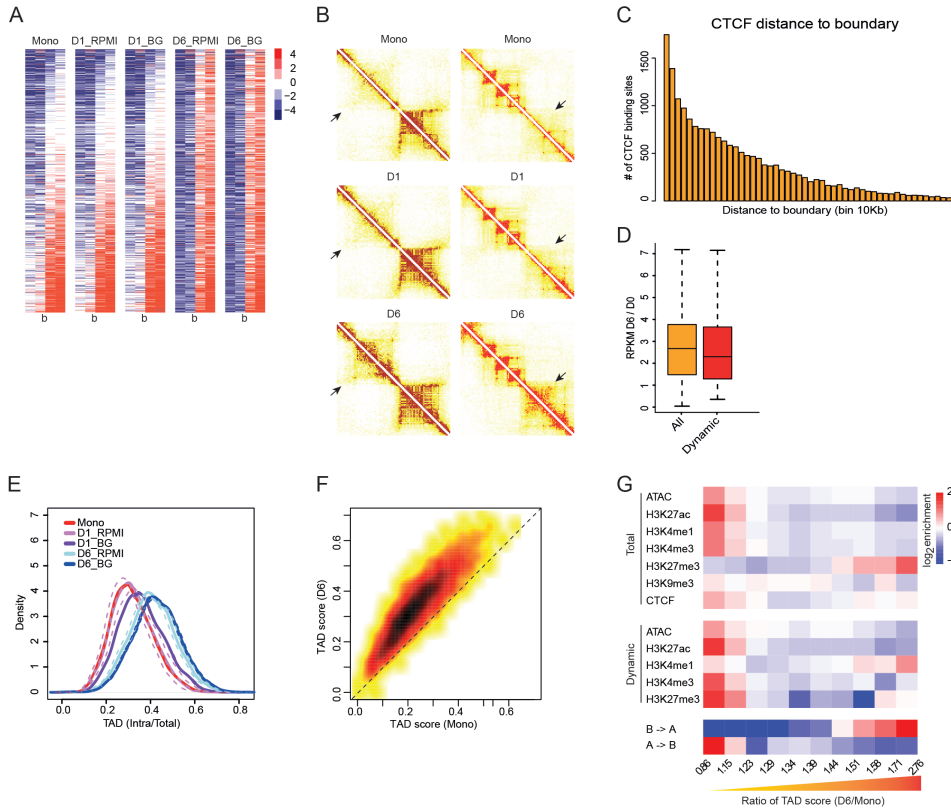 A
Mono D1_RPMI D1_BG D6_RPMI D6_BG
4
2
0
−2
−4
b b b b b
B
Mono Mono
D1 D1
D6 D6
C
CTCF distance to boundary
# of CTCF binding sites
0 500 1000 1500
Distance to boundary (bin 10Kb)
D
RPKM D6 / D0
0 1 2 3 4 5 6 7
All Dynamic
E
Mono
D1_RPMI
D1_BG
D6_RPMI
D6_BG
Density
0 1 2 3 4 5 6 7
0.0 0.2 0.4 0.6 0.8
TAD (Intra/Total)
F
TAD score (D6)
0.0 0.2 0.4 0.6
0.0 0.2 0.4 0.6
TAD score (Mono)
G
Total
ATAC
H3K27ac
H3K4me1
H3K4me3
H3K27me3
H3K9me3
CTCF
log2enrichment
2
0
-1
Dynamic
ATAC
H3K27ac
H3K4me1
H3K4me3
H3K27me3
B -> A
A -> B
0.86 1.15 1.23 1.29 1.34 1.39 1.44 1.51 1.58 1.71 2.76
Ratio of TAD score (D6/Mono)